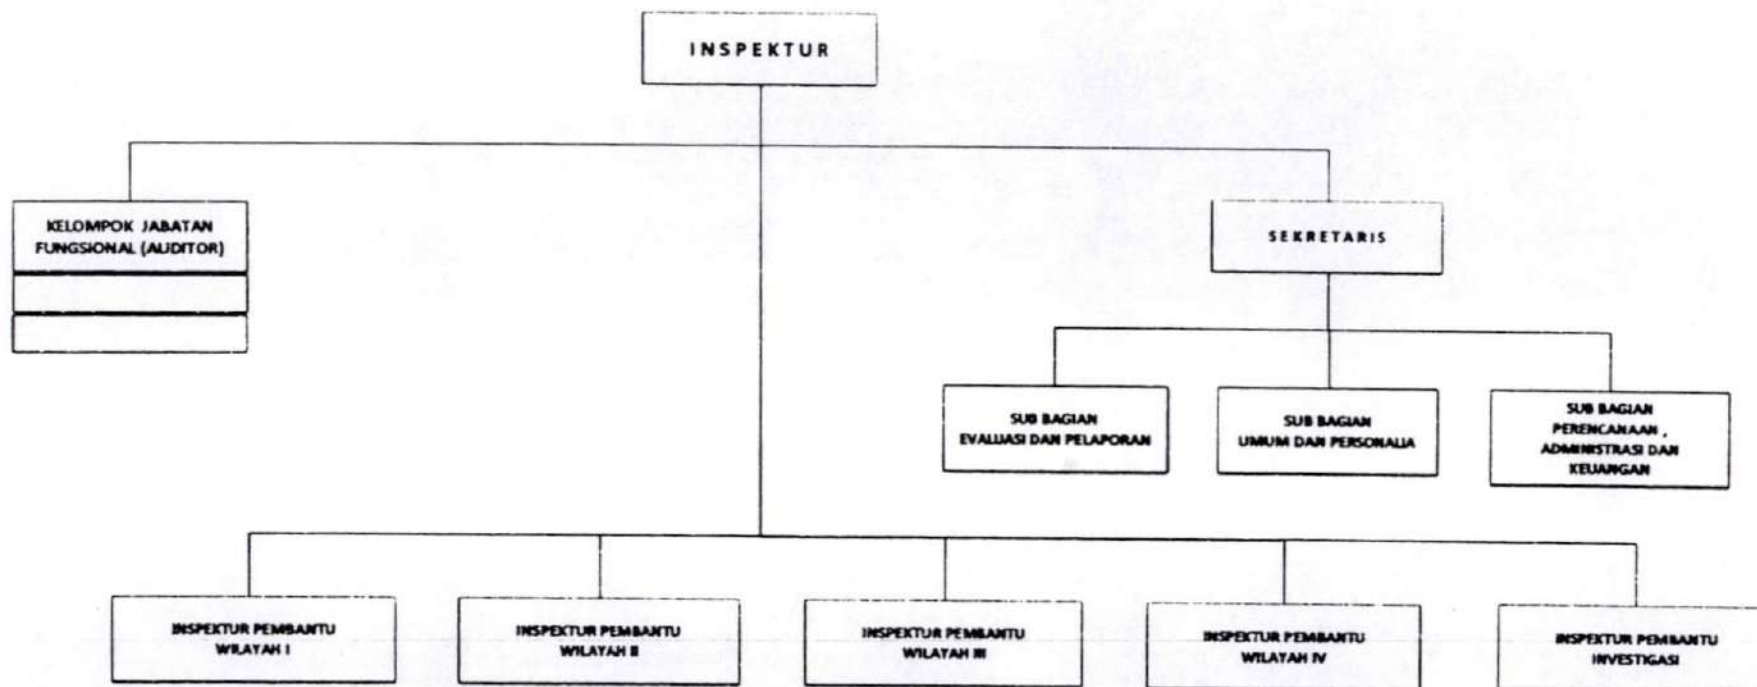 INSPEKTUR
KELOMPOK JABATAN
FUNGSIONAL (AUDITOR)
SEKRETARIS
SUB BAGIAN
EVALUASI DAN PELAPORAN
SUB BAGIAN
UMUM DAN PERSONALIA
SUB BAGIAN
PERENCANAAN ,
ADMINISTRASI DAN
KEUANGAN
INSPEKTUR PEMBANTU
WILAYAH I
INSPEKTUR PEMBANTU
WILAYAH II
INSPEKTUR PEMBANTU
WILAYAH III
INSPEKTUR PEMBANTU
WILAYAH IV
INSPEKTUR PEMBANTU
INVESTIGASI